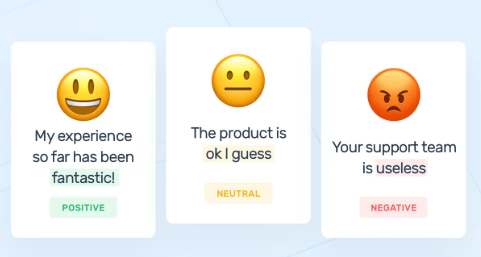 My experience
so far has been
fantastic!
POSITIVE
The product is
ok I guess
NEUTRAL
Your support team
is useless
NEGATIVE